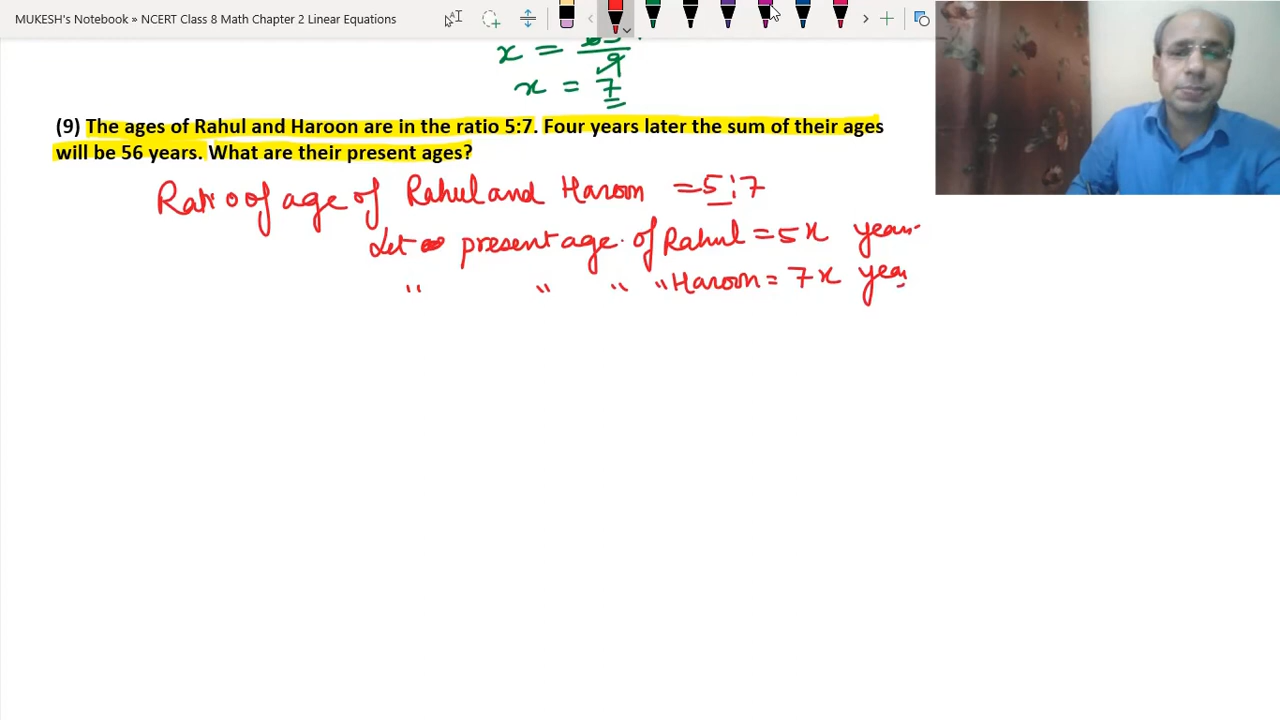 MUKESH's Notebook » NCERT Class 8 Math Chapter 2 Linear Equations
x =
x = 7
(9) The ages of Rahul and Haroon are in the ratio 5:7. Four years later the sum of their ages
will be 56 years. What are their present ages?
Ratio of age of Rahul and Haroon = 5:7
Let present age of Rahul = 5x years
" " " " Haroon = 7x year